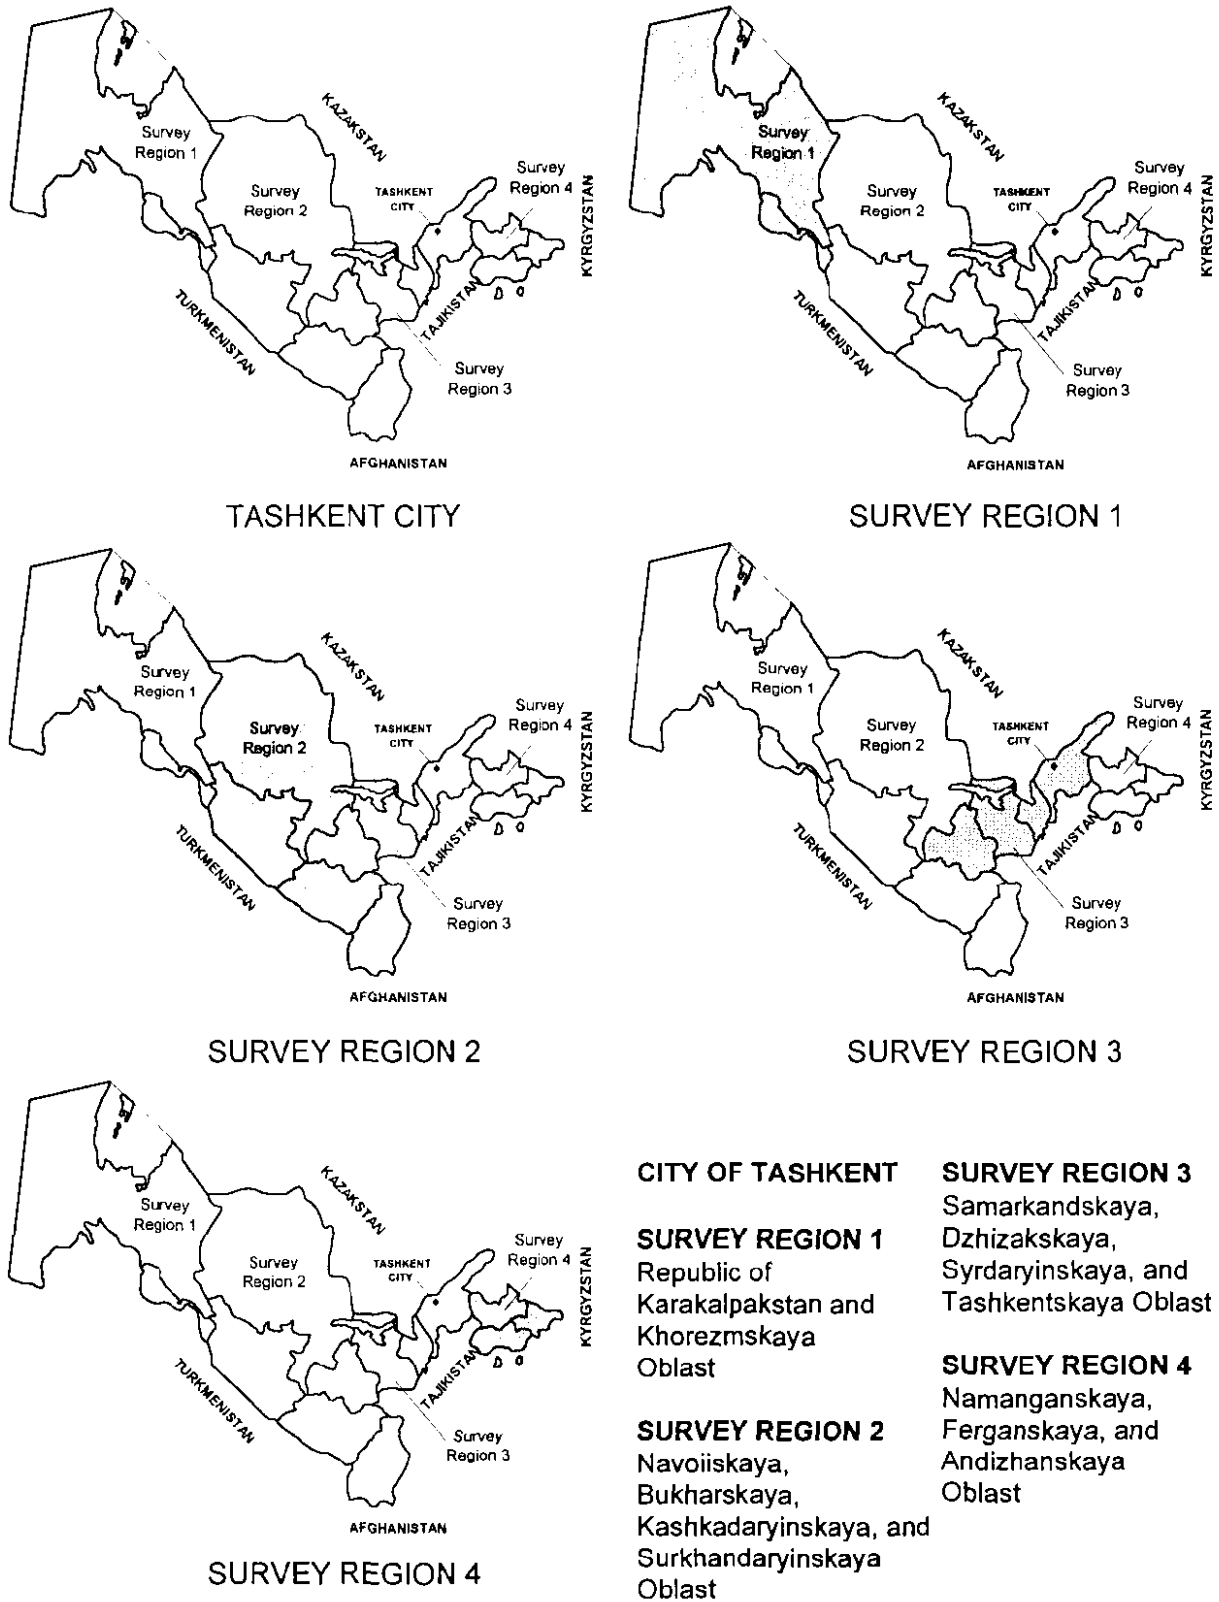 KAZAKSTAN
Survey
Region 1
Survey
Region 4
TASHKENT
CITY
Survey
Region 2
KYRGYZSTAN
TURKMENISTAN
TAJIKISTAN
Survey
Region 3
AFGHANISTAN
TASHKENT CITY
KAZAKSTAN
Survey
Region 1
Survey
Region 4
TASHKENT
CITY
Survey
Region 2
KYRGYZSTAN
TURKMENISTAN
TAJIKISTAN
Survey
Region 3
AFGHANISTAN
SURVEY REGION 1
KAZAKSTAN
Survey
Region 1
Survey
Region 4
TASHKENT
CITY
Survey
Region 2
KYRGYZSTAN
TURKMENISTAN
TAJIKISTAN
Survey
Region 3
AFGHANISTAN
SURVEY REGION 2
KAZAKSTAN
Survey
Region 1
Survey
Region 4
TASHKENT
CITY
Survey
Region 2
KYRGYZSTAN
TURKMENISTAN
TAJIKISTAN
Survey
Region 3
AFGHANISTAN
SURVEY REGION 3
KAZAKSTAN
Survey
Region 1
Survey
Region 4
TASHKENT
CITY
Survey
Region 2
KYRGYZSTAN
TURKMENISTAN
TAJIKISTAN
Survey
Region 3
AFGHANISTAN
SURVEY REGION 4
CITY OF TASHKENT
SURVEY REGION 1
Republic of
Karakalpakstan and
Khorezmskaya
Oblast
SURVEY REGION 2
Navoiiskaya,
Bukharskaya,
Kashkadaryinskaya, and
Surkhandaryinskaya
Oblast
SURVEY REGION 3
Samarkandskaya,
Dzhizakskaya,
Syrdaryinskaya, and
Tashkentskaya Oblast
SURVEY REGION 4
Namanganskaya,
Ferganskaya, and
Andizhanskaya
Oblast